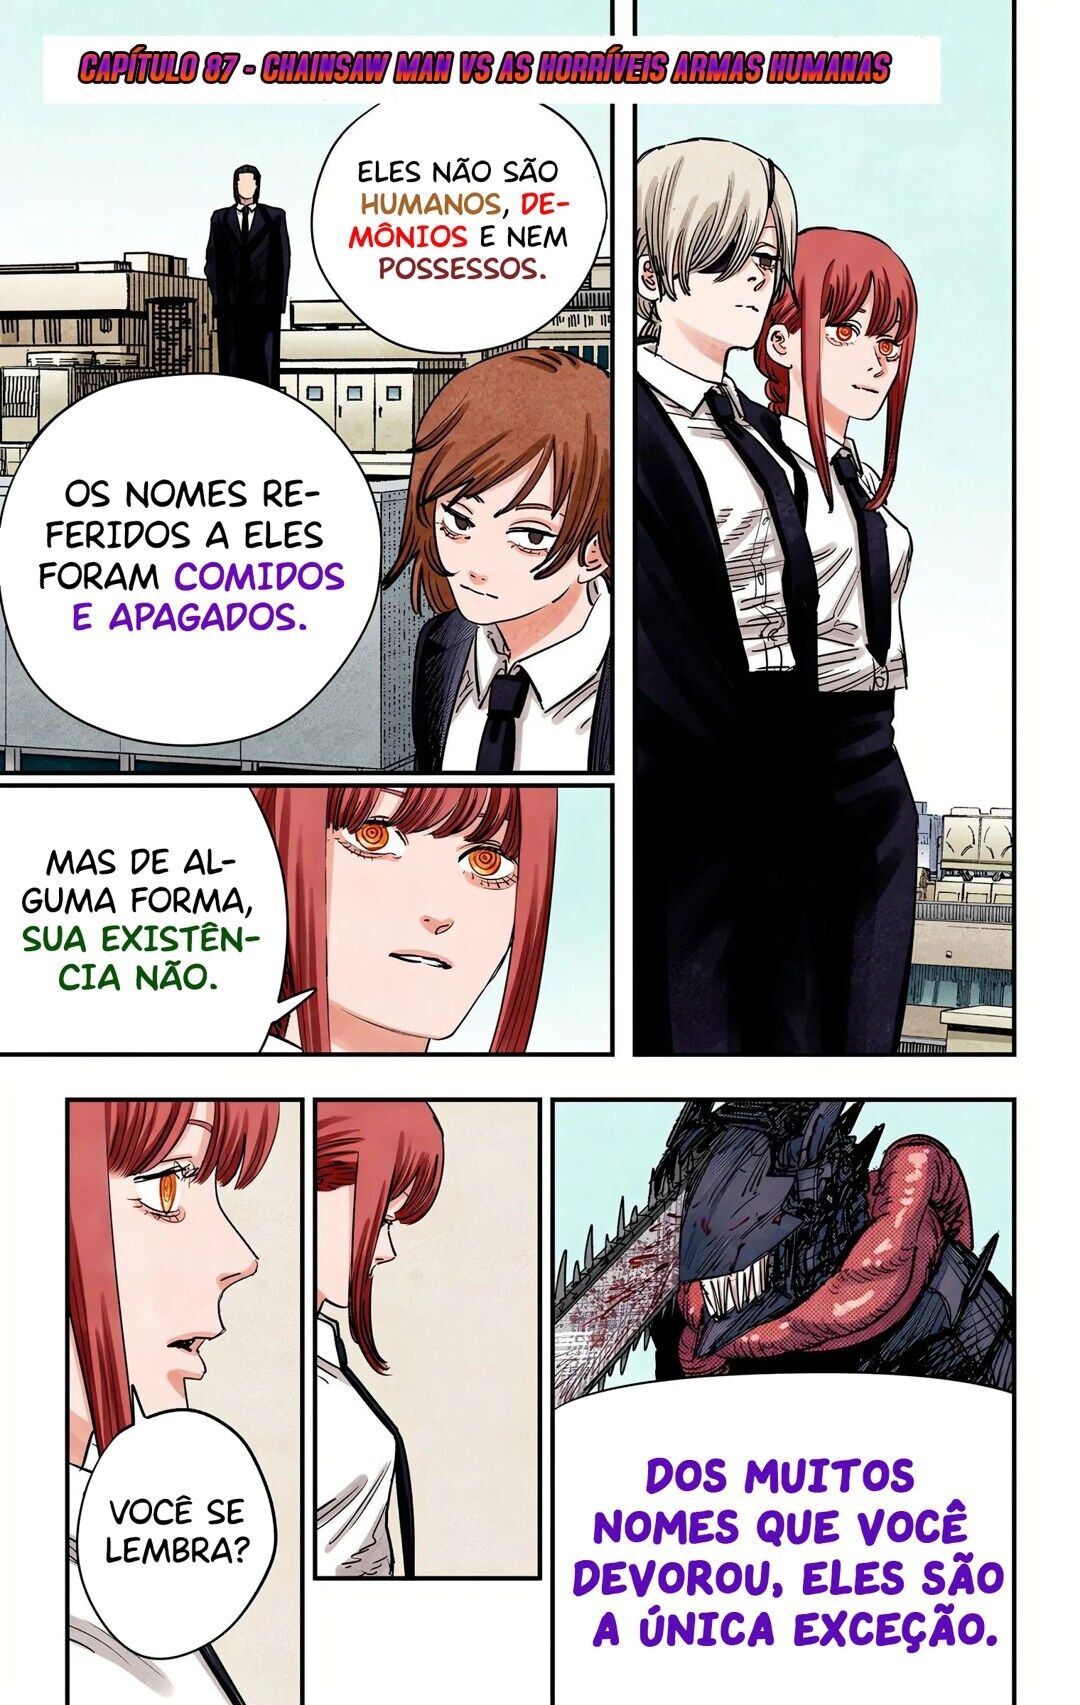 CAPÍTULO 87 - CHAINSAW MAN VS AS HORRÍVEIS ARMAS HUMANAS
ELES NÃO SÃO
HUMANOS, DE-
MÔNIOS E NEM
POSSESSOS.
OS NOMES RE-
FERIDOS A ELES
FORAM COMIDOS
E APAGADOS.
MAS DE AL-
GUMA FORMA,
SUA EXISTÊN-
CIA NÃO.
DOS MUITOS
NOMES QUE VOCÊ
DEVOROU, ELES SÃO
A ÚNICA EXCEÇÃO.
VOCÊ SE
LEMBRA?